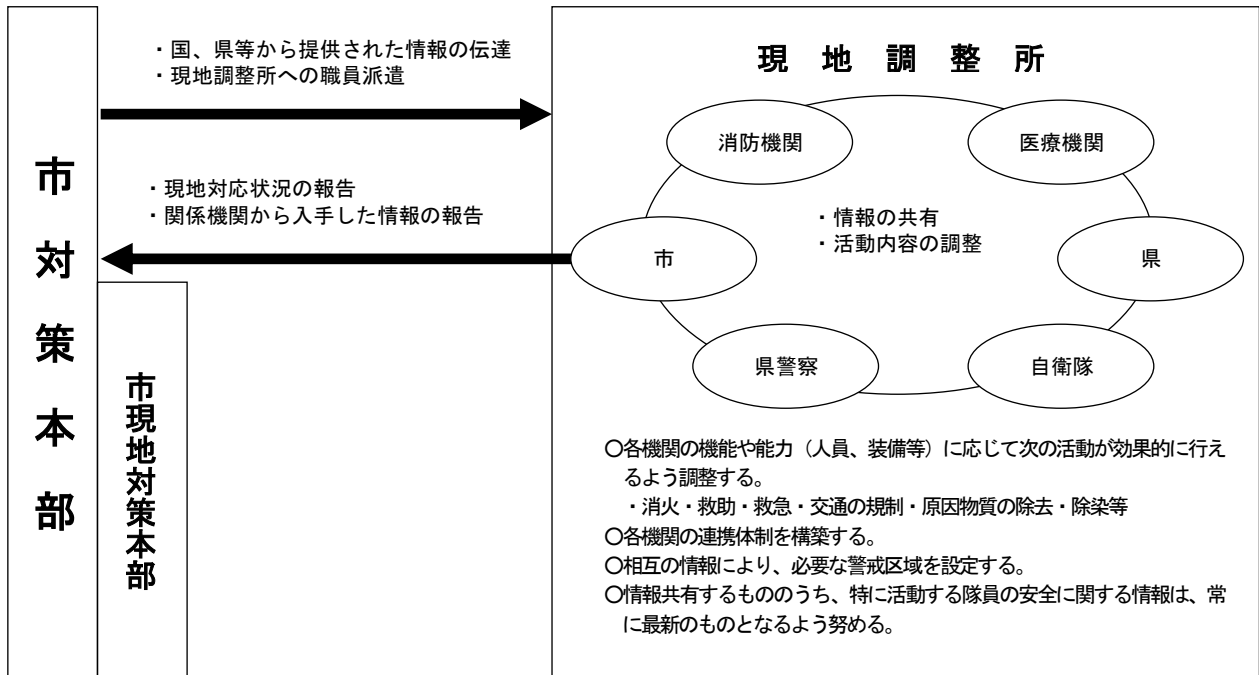 ・国、県等から提供された情報の伝達
・現地調整所への職員派遣
・現地対応状況の報告
・関係機関から入手した情報の報告
市対策本部
市現地対策本部
現地調整所
消防機関
医療機関
・情報の共有
・活動内容の調整
市
県
県警察
自衛隊
○各機関の機能や能力（人員、装備等）に応じて次の活動が効果的に行え
るよう調整する。
・消火・救助・救急・交通の規制・原因物質の除去・除染等
○各機関の連携体制を構築する。
○相互の情報により、必要な警戒区域を設定する。
○情報共有するもののうち、特に活動する隊員の安全に関する情報は、常
に最新のものとなるよう努める。